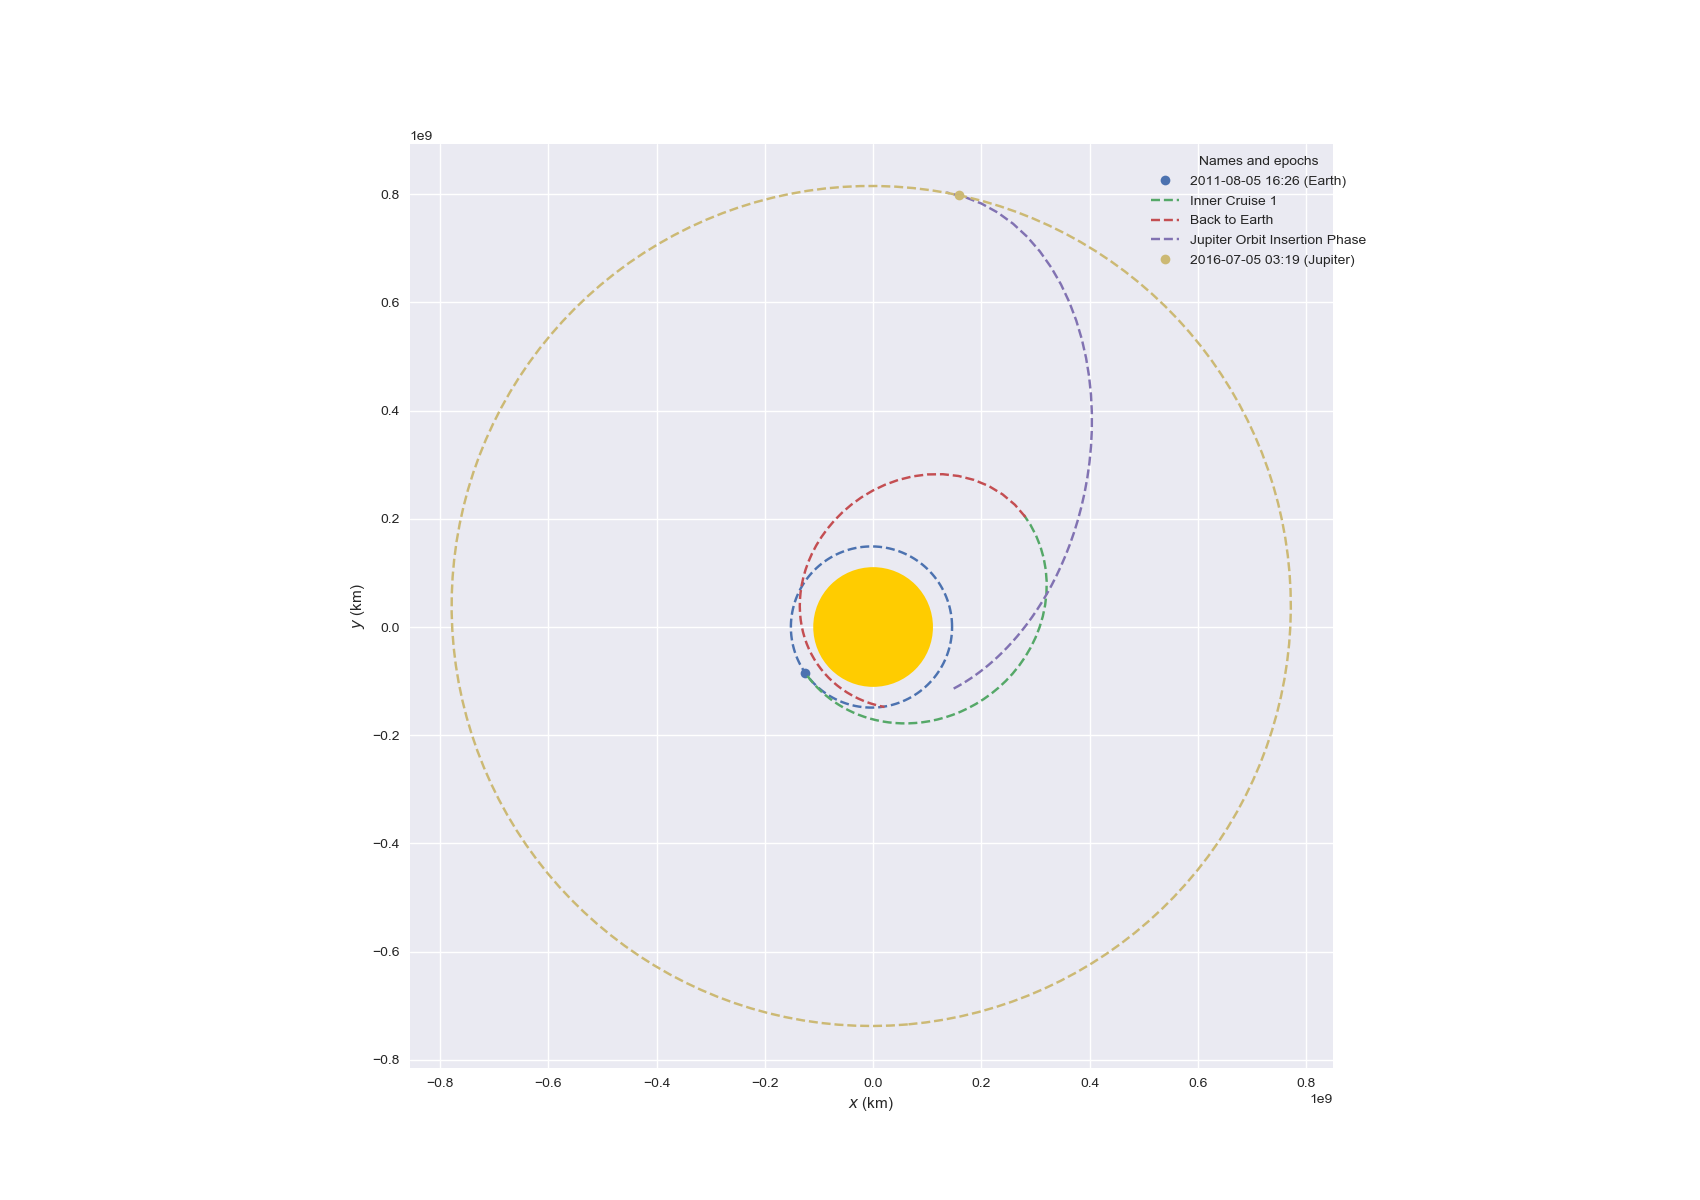 1e9
Names and epochs
2011-08-05 16:26 (Earth)
Inner Cruise 1
Back to Earth
Jupiter Orbit Insertion Phase
2016-07-05 03:19 (Jupiter)
0.8
0.6
0.4
0.2
0.0
−0.2
−0.4
−0.6
−0.8
y (km)
−0.8 −0.6 −0.4 −0.2 0.0 0.2 0.4 0.6 0.8
1e9
x (km)